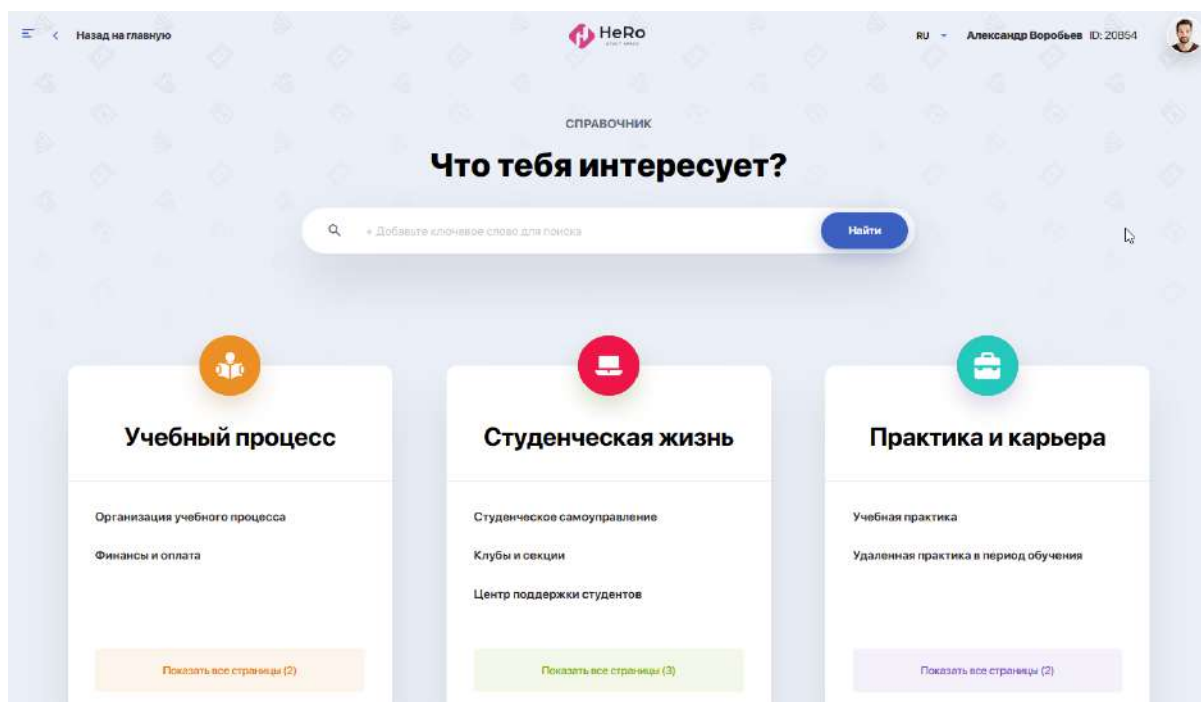 Назад на главную
HeRo
RU
Александр Воробьев ID: 20854
СПРАВОЧНИК
Что тебя интересует?
+ Добавьте ключевое слово для поиска
Найти
Учебный процесс
Организация учебного процесса
Финансы и оплата
Показать все страницы (2)
Студенческая жизнь
Студенческое самоуправление
Клубы и секции
Центр поддержки студентов
Показать все страницы (3)
Практика и карьера
Учебная практика
Удаленная практика в период обучения
Показать все страницы (2)